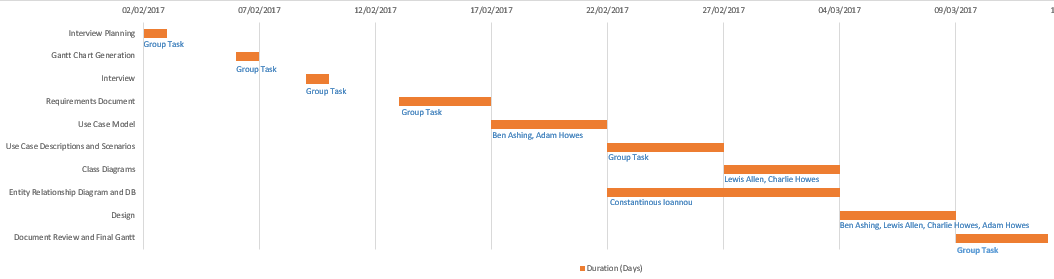 02/02/2017 07/02/2017 12/02/2017 17/02/2017 22/02/2017 27/02/2017 04/03/2017 09/03/2017 1
Interview Planning
Group Task
Gantt Chart Generation
Group Task
Interview
Group Task
Requirements Document
Group Task
Use Case Model
Ben Ashing, Adam Howes
Use Case Descriptions and Scenarios
Group Task
Class Diagrams
Lewis Allen, Charlie Howes
Entity Relationship Diagram and DB
Constantinous Ioannou
Design
Ben Ashing, Lewis Allen, Charlie Howes, Adam Howes
Document Review and Final Gantt
Group Task
Duration (Days)